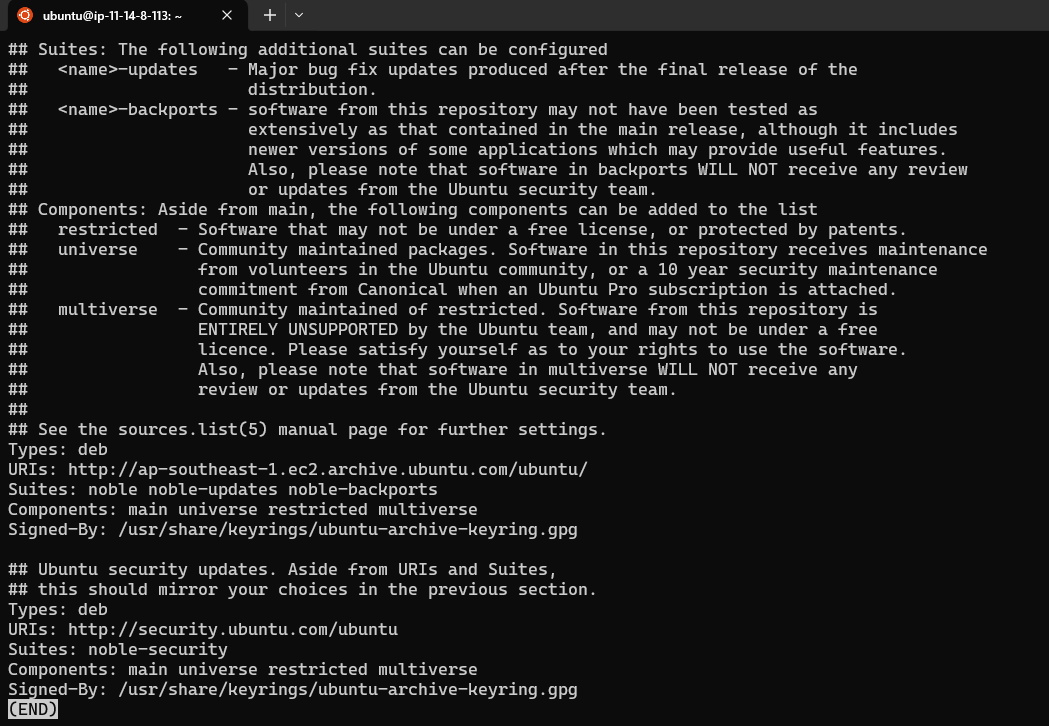 ubuntu@ip-11-14-8-113: ~
## Suites: The following additional suites can be configured
##   <name>-updates   - Major bug fix updates produced after the final release of the
##                      distribution.
##   <name>-backports - software from this repository may not have been tested as
##                      extensively as that contained in the main release, although it includes
##                      newer versions of some applications which may provide useful features.
##                      Also, please note that software in backports WILL NOT receive any review
##                      or updates from the Ubuntu security team.
## Components: Aside from main, the following components can be added to the list
##   restricted  - Software that may not be under a free license, or protected by patents.
##   universe    - Community maintained packages. Software in this repository receives maintenance
##                 from volunteers in the Ubuntu community, or a 10 year security maintenance
##                 commitment from Canonical when an Ubuntu Pro subscription is attached.
##   multiverse  - Community maintained of restricted. Software from this repository is
##                 ENTIRELY UNSUPPORTED by the Ubuntu team, and may not be under a free
##                 licence. Please satisfy yourself as to your rights to use the software.
##                 Also, please note that software in multiverse WILL NOT receive any
##                 review or updates from the Ubuntu security team.
##
## See the sources.list(5) manual page for further settings.
Types: deb
URIs: http://ap-southeast-1.ec2.archive.ubuntu.com/ubuntu/
Suites: noble noble-updates noble-backports
Components: main universe restricted multiverse
Signed-By: /usr/share/keyrings/ubuntu-archive-keyring.gpg

## Ubuntu security updates. Aside from URIs and Suites,
## this should mirror your choices in the previous section.
Types: deb
URIs: http://security.ubuntu.com/ubuntu
Suites: noble-security
Components: main universe restricted multiverse
Signed-By: /usr/share/keyrings/ubuntu-archive-keyring.gpg
(END)